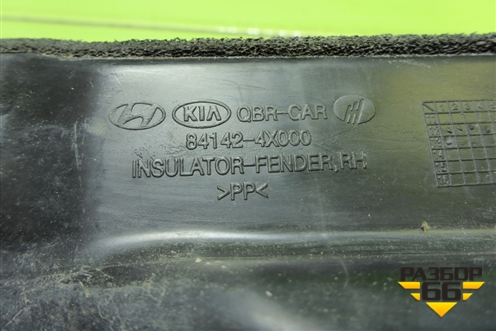 KIA QBR-CAR
84142-4X000
INSULATOR-FENDER,RH
>PP<
РАЗБОР
66